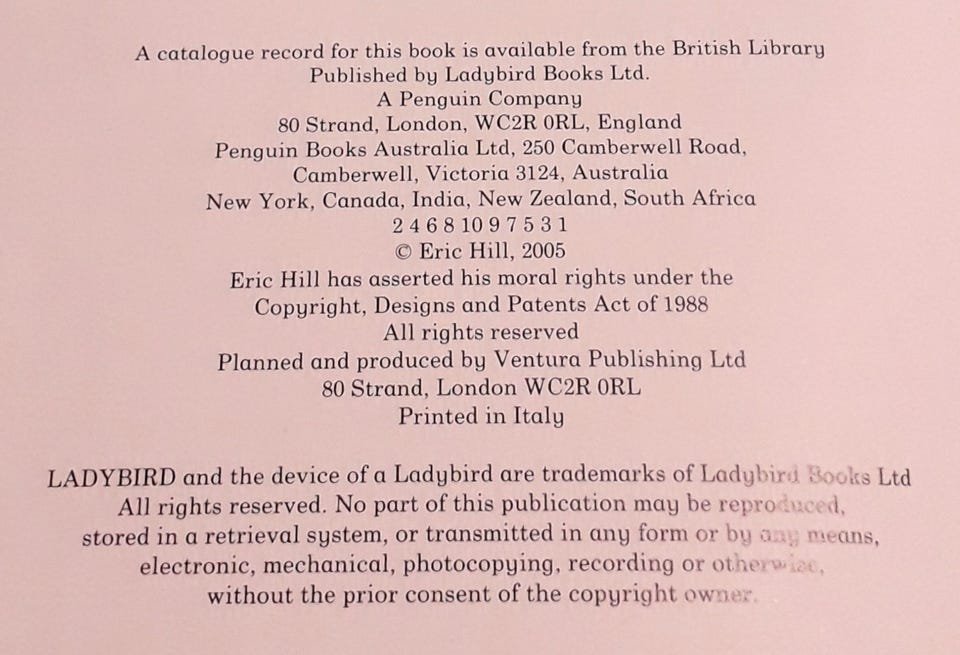 A catalogue record for this book is available from the British Library
Published by Ladybird Books Ltd.
A Penguin Company
80 Strand, London, WC2R 0RL, England
Penguin Books Australia Ltd, 250 Camberwell Road,
Camberwell, Victoria 3124, Australia
New York, Canada, India, New Zealand, South Africa
2 4 6 8 10 9 7 5 3 1
© Eric Hill, 2005
Eric Hill has asserted his moral rights under the
Copyright, Designs and Patents Act of 1988
All rights reserved
Planned and produced by Ventura Publishing Ltd
80 Strand, London WC2R 0RL
Printed in Italy
LADYBIRD and the device of a Ladybird are trademarks of Ladybird Books Ltd
All rights reserved. No part of this publication may be reproduced,
stored in a retrieval system, or transmitted in any form or by any means,
electronic, mechanical, photocopying, recording or otherwise,
without the prior consent of the copyright owner.